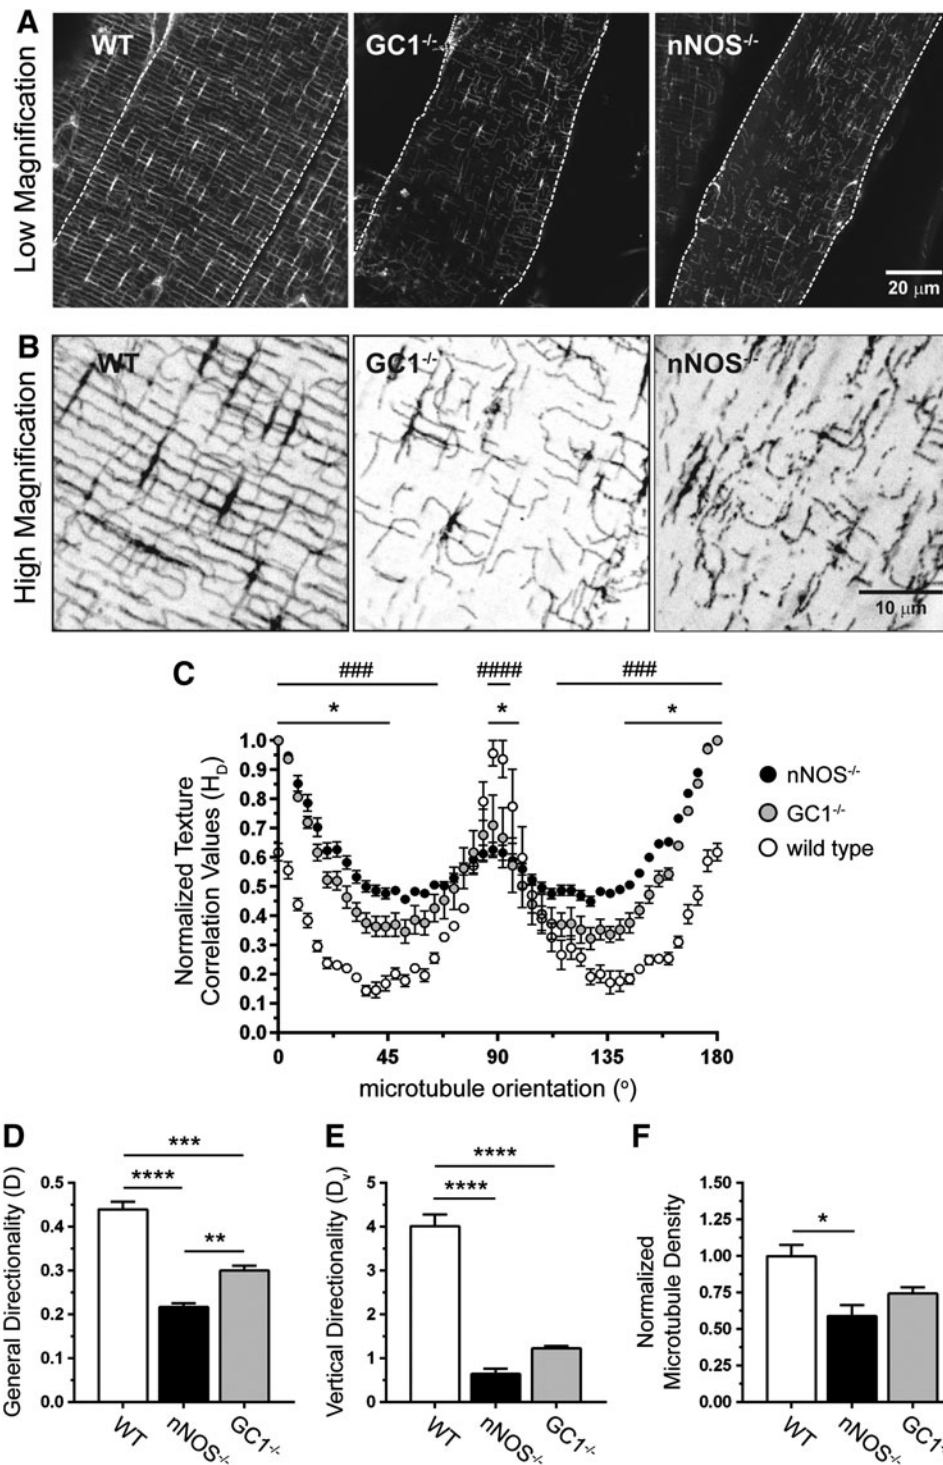 A
Low Magnification
WT
GC1-/-
nNOS-/-
20 μm
B
High Magnification
WT
GC1-/-
nNOS-/-
10 μm
C
###
####
###
*
*
*
Normalized Texture
Correlation Values (HD)
1.0
0.9
0.8
0.7
0.6
0.5
0.4
0.3
0.2
0.1
0.0
0
45
90
135
180
microtubule orientation (o)
nNOS-/-
GC1-/-
wild type
D
General Directionality (D)
0.5
0.4
0.3
0.2
0.1
0.0
***
****
**
WT
nNOS-/-
GC1-/-
E
Vertical Directionality (Dv)
5
4
3
2
1
0
****
****
WT
nNOS-/-
GC1-/-
F
Normalized
Microtubule Density
1.50
1.25
1.00
0.75
0.50
0.25
0.00
*
WT
nNOS-/-
GC1-/